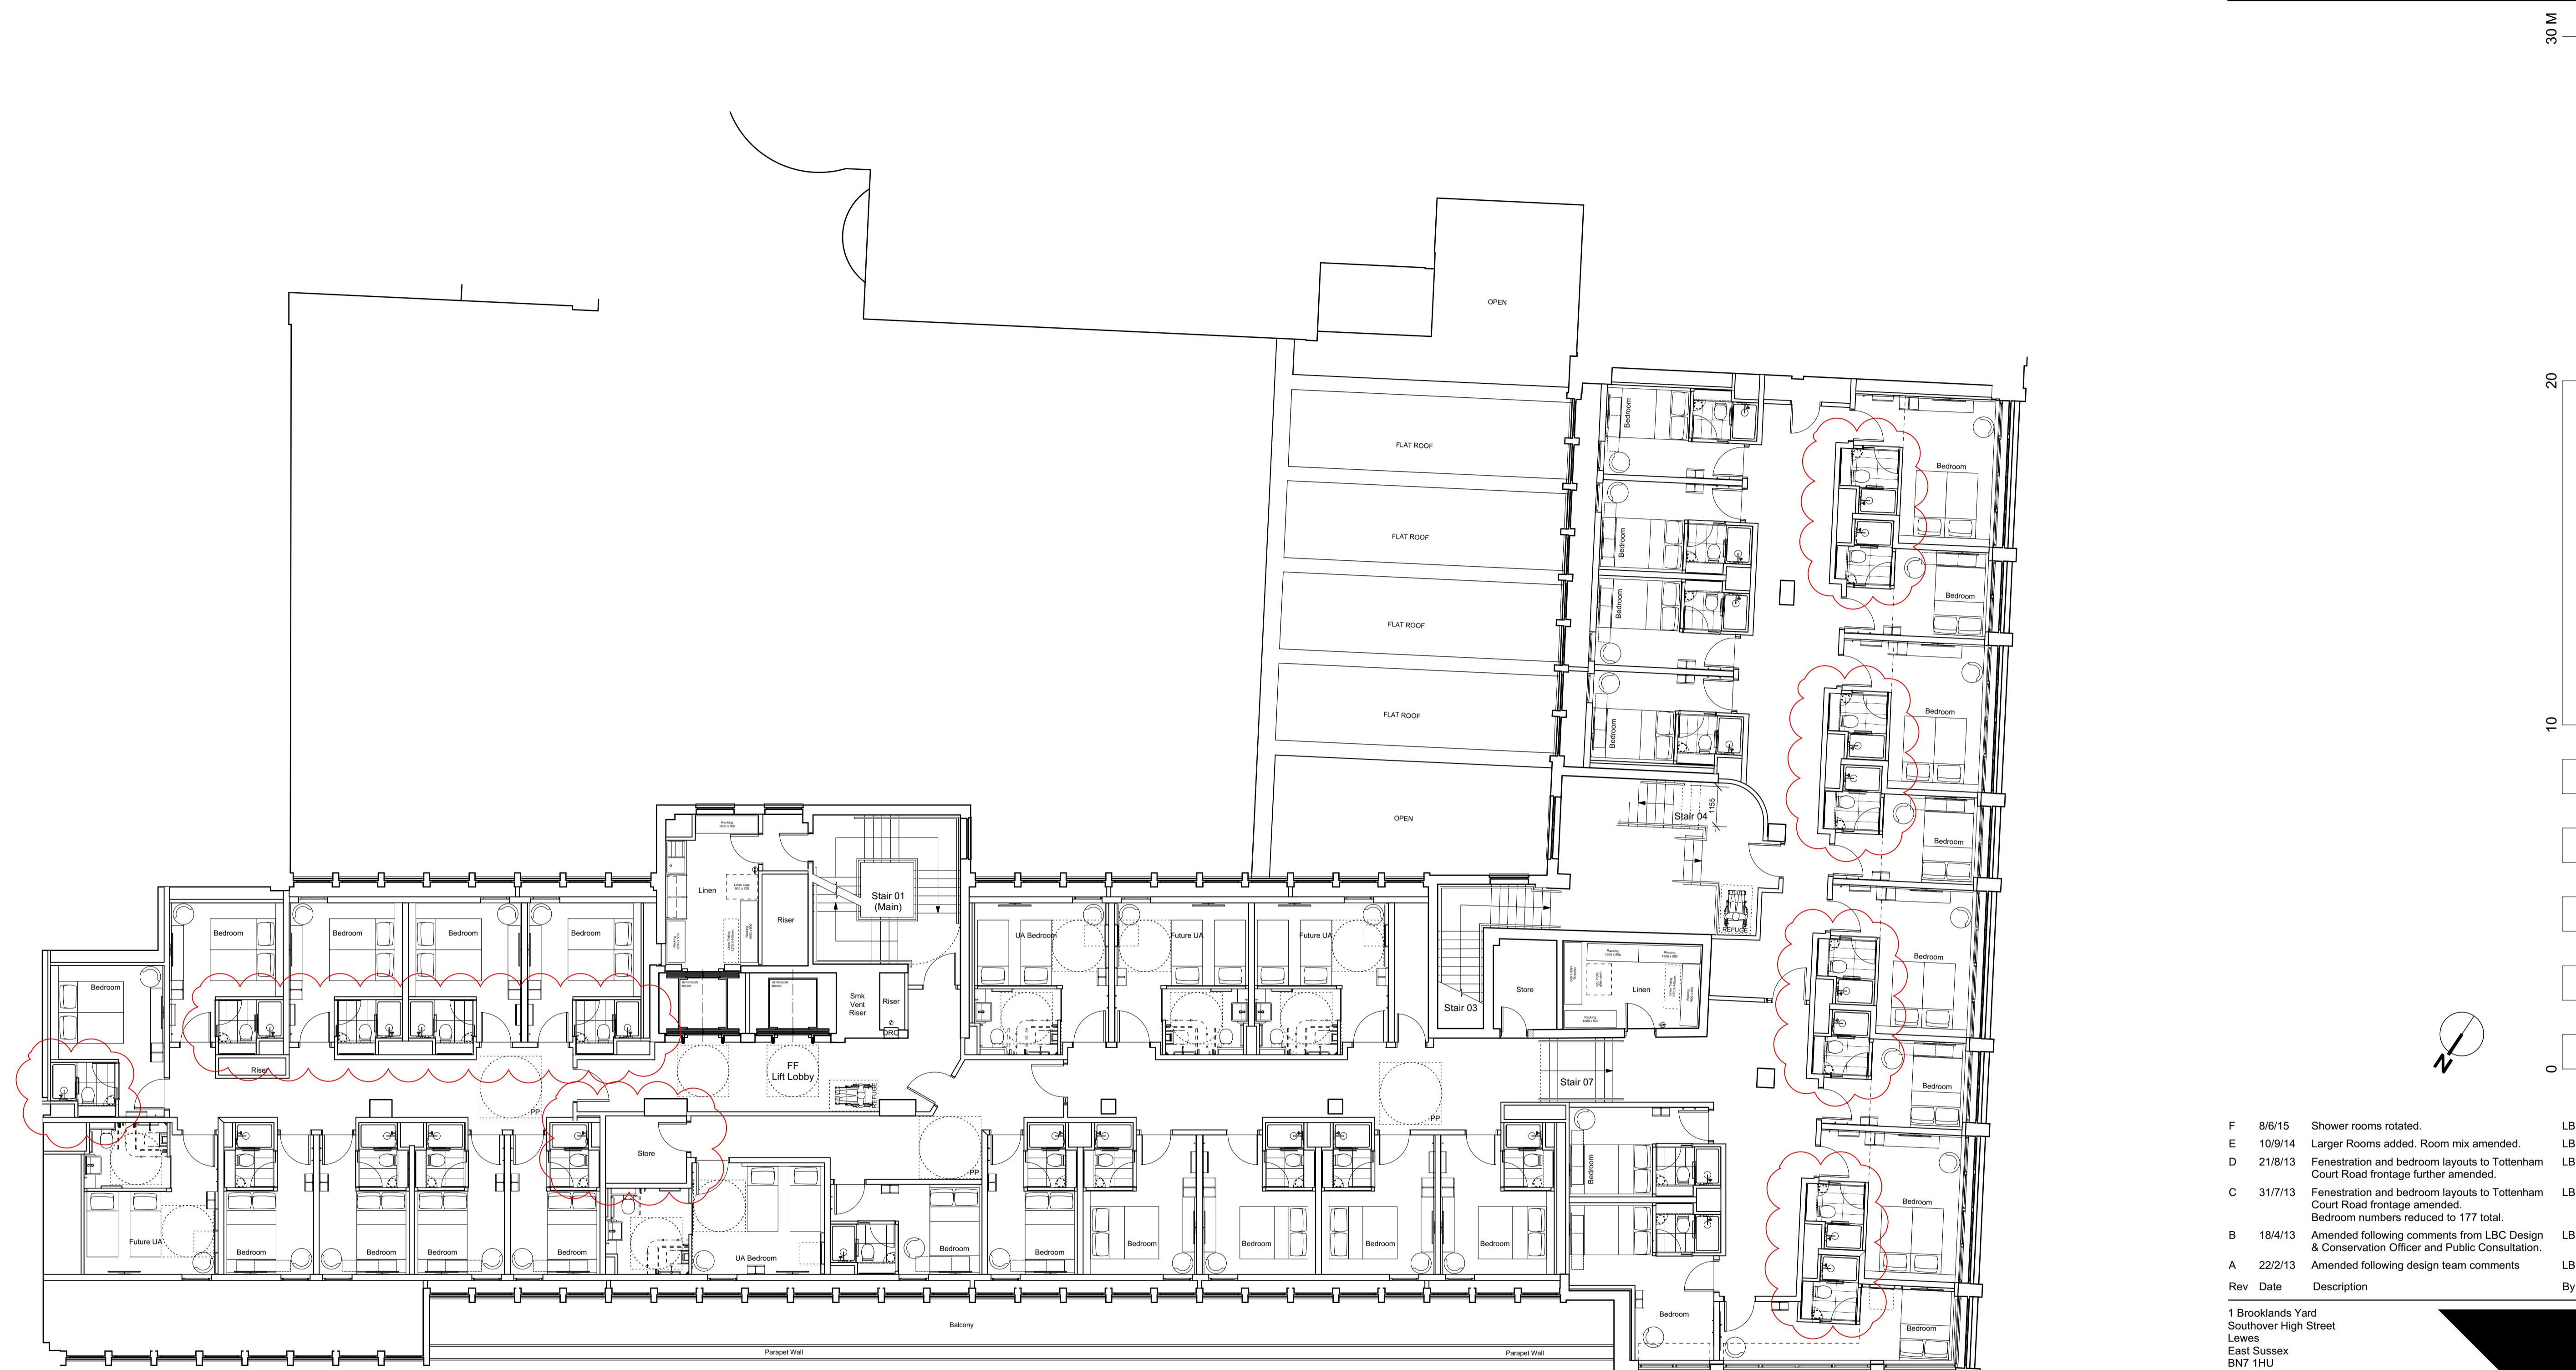 30 M
20
10
0
OPEN
FLAT ROOF
FLAT ROOF
FLAT ROOF
FLAT ROOF
OPEN
Bedroom
Bedroom
Bedroom
Bedroom
Bedroom
Bedroom
Bedroom
Bedroom
Bedroom
Bedroom
Bedroom
Bedroom
Stair 04
1155
REFUGE
Racking
Linen
Riser
Stair 01
(Main)
Smk
Vent
Riser
Riser
DRO
FF
Lift Lobby
REFUGE
Bedroom
Bedroom
Bedroom
Bedroom
Bedroom
Riser
UA Bedroom
Future UA
Future UA
Stair 03
Store
Linen
Stair 07
PP
PP
PP
Store
Future UA
Bedroom
Bedroom
Bedroom
Bedroom
UA Bedroom
Bedroom
Bedroom
Bedroom
Bedroom
Bedroom
Bedroom
Bedroom
Bedroom
Balcony
Parapet Wall
Parapet Wall
N
F 8/6/15 Shower rooms rotated. LB
E 10/9/14 Larger Rooms added. Room mix amended. LB
D 21/8/13 Fenestration and bedroom layouts to Tottenham LB
Court Road frontage further amended.
C 31/7/13 Fenestration and bedroom layouts to Tottenham LB
Court Road frontage amended.
Bedroom numbers reduced to 177 total.
B 18/4/13 Amended following comments from LBC Design LB
& Conservation Officer and Public Consultation.
A 22/2/13 Amended following design team comments LB
Rev Date Description By
1 Brooklands Yard
Southover High Street
Lewes
East Sussex
BN7 1HU